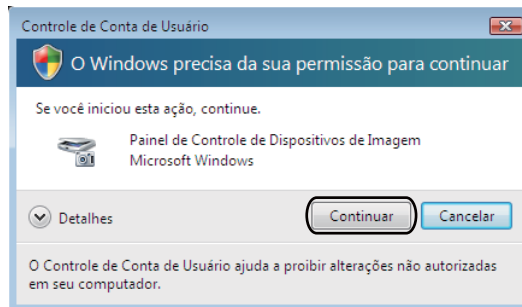 Controle de Conta de Usuário
O Windows precisa da sua permissão para continuar
Se você iniciou esta ação, continue.
Painel de Controle de Dispositivos de Imagem
Microsoft Windows
Detalhes
Continuar
Cancelar
O Controle de Conta de Usuário ajuda a proibir alterações não autorizadas
em seu computador.